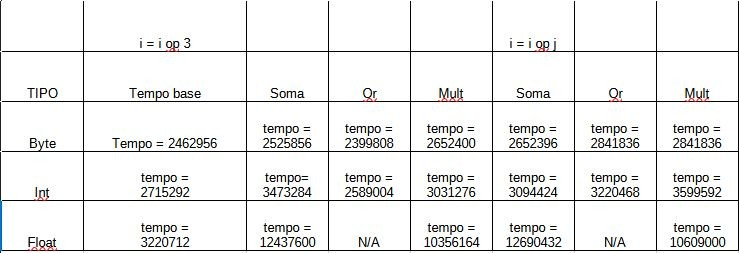 i = i op 3 i = i op j
TIPO Tempo base Soma Qr Mult Soma Qr Mult
tempo = tempo = tempo = tempo = tempo = tempo =
Byte Tempo = 2462956 2525856 2399808 2652400 2652396 2841836 2841836
tempo = tempo= tempo = tempo = tempo = tempo = tempo =
Int 2715292 3473284 2589004 3031276 3094424 3220468 3599592
tempo = tempo = tempo = tempo = tempo =
Float 3220712 12437600 N/A 10356164 12690432 N/A 10609000